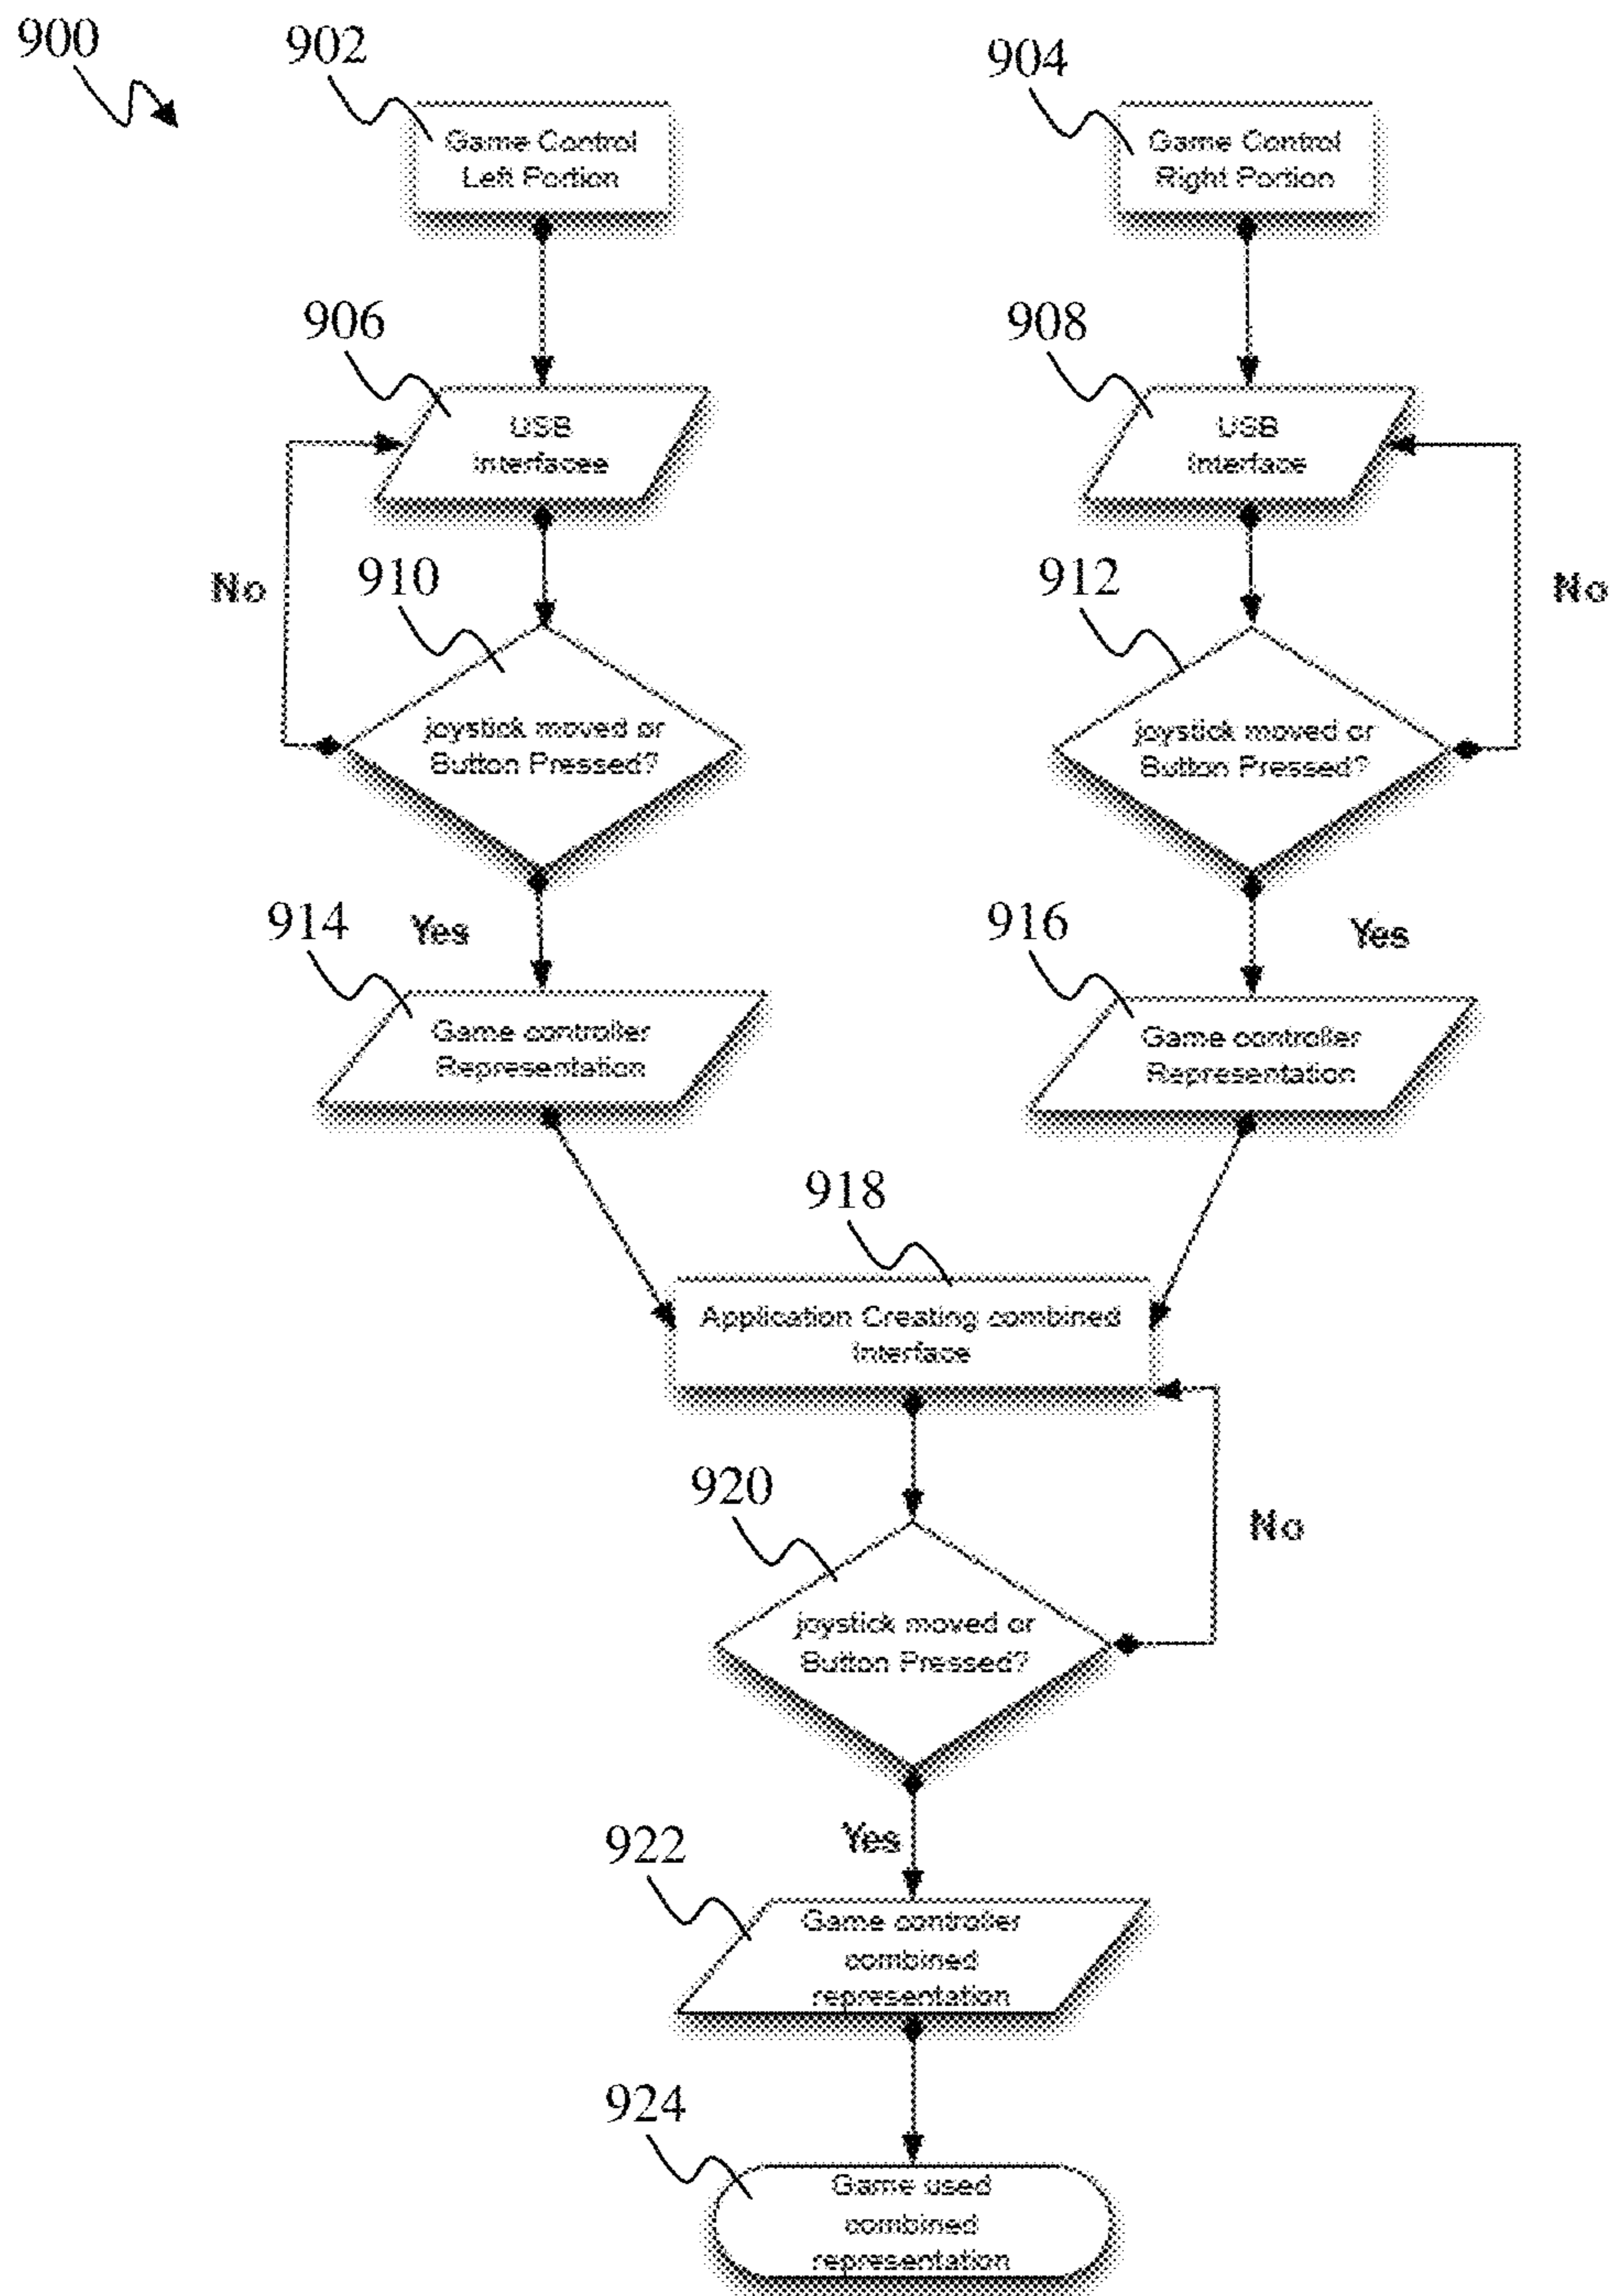 900
902
904
Game Control
Left Portion
Game Control
Right Portion
906
908
USB
Interfacee
USB
Interface
No
910
912
No
joystick moved or
Button Pressed?
joystick moved or
Button Pressed?
914
Yes
916
Yes
Game controller
Representation
Game controller
Representation
918
Application Creating combined
Interface
920
No
joystick moved or
Button Pressed?
Yes
922
Game controller
combined
representation
924
Game used
combined
representation